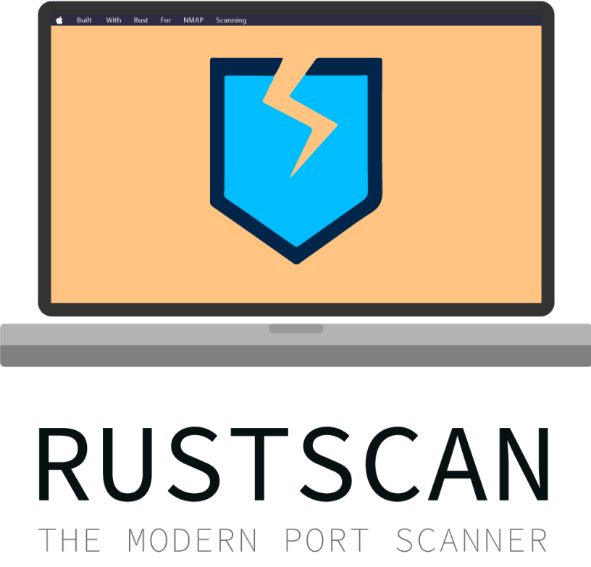 Built With Rust For NMAP Scanning
RUSTSCAN
THE MODERN PORT SCANNER